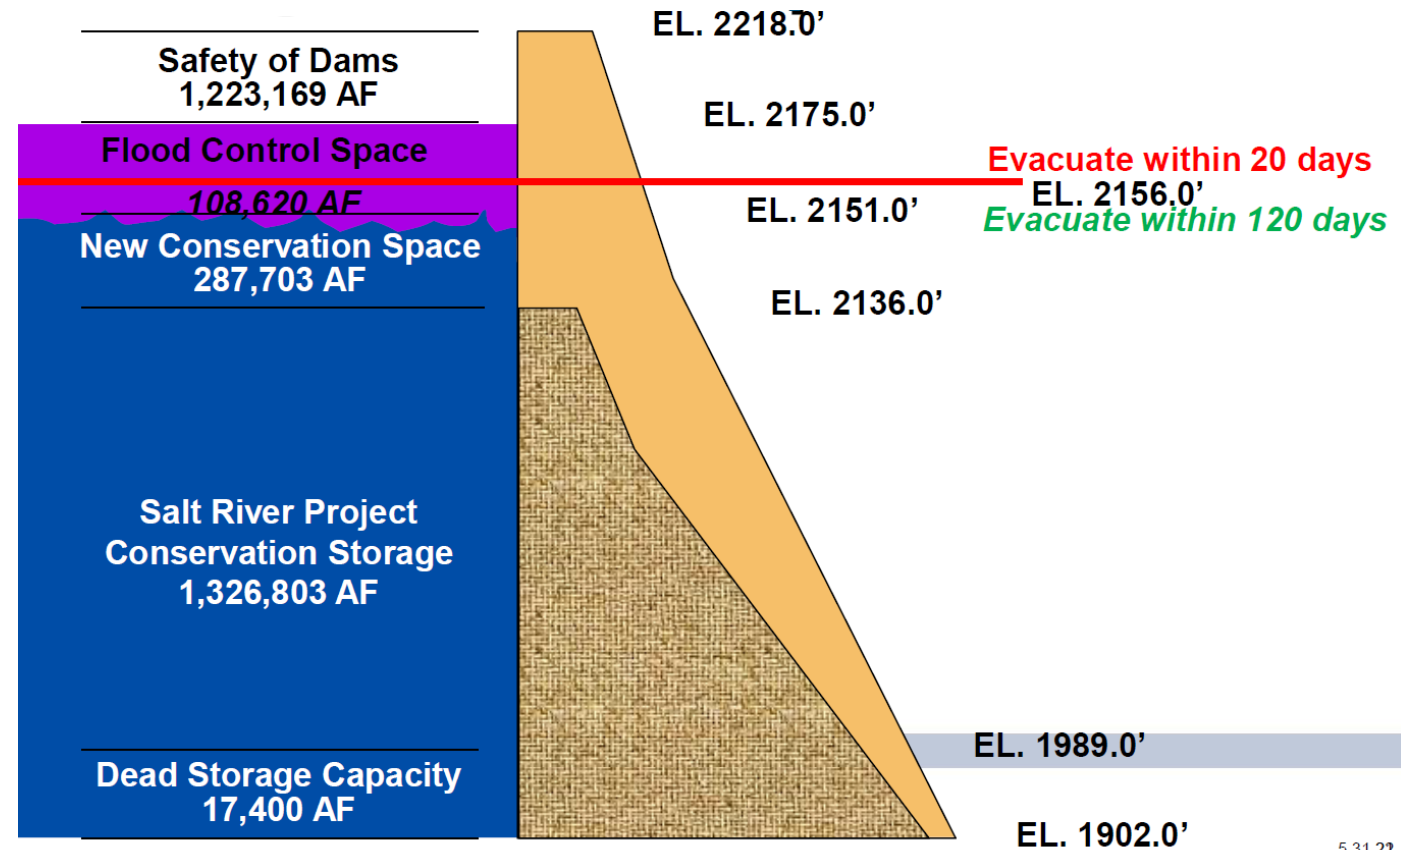 EL. 2218.0’
Safety of Dams
1,223,169 AF
EL. 2175.0’
Flood Control Space
Evacuate within 20 days
108,620 AF
EL. 2156.0’
EL. 2151.0’
Evacuate within 120 days
New Conservation Space
287,703 AF
EL. 2136.0’
Salt River Project
Conservation Storage
1,326,803 AF
EL. 1989.0’
Dead Storage Capacity
17,400 AF
EL. 1902.0’